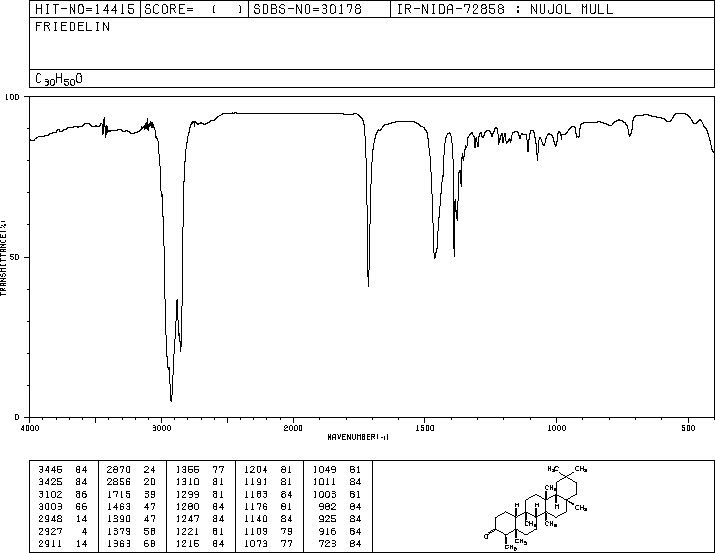 HIT-NO=14415 SCORE= ( ) SDBS-NO=30178 IR-NIDA-72858 : NUJOL MULL
FRIEDELIN
C30H50O
100
50
0
TRANSMITTANCE(%)
4000 3000 2000 1500 1000 500
WAVENUMBER(-1)
3445 84 2870 24 1355 77 1204 81 1049 81
3425 84 2856 20 1310 81 1191 81 1011 84
3102 86 1715 39 1299 81 1183 84 1003 81
3003 66 1463 47 1280 84 1176 81 982 84
2948 14 1390 47 1247 84 1140 84 925 84
2927 4 1379 58 1221 81 1109 79 916 84
2911 14 1363 68 1215 84 1073 77 723 84
CH3 CH3
CH3
H
CH3
H H
CH3
CH3
CH3
O
CH3